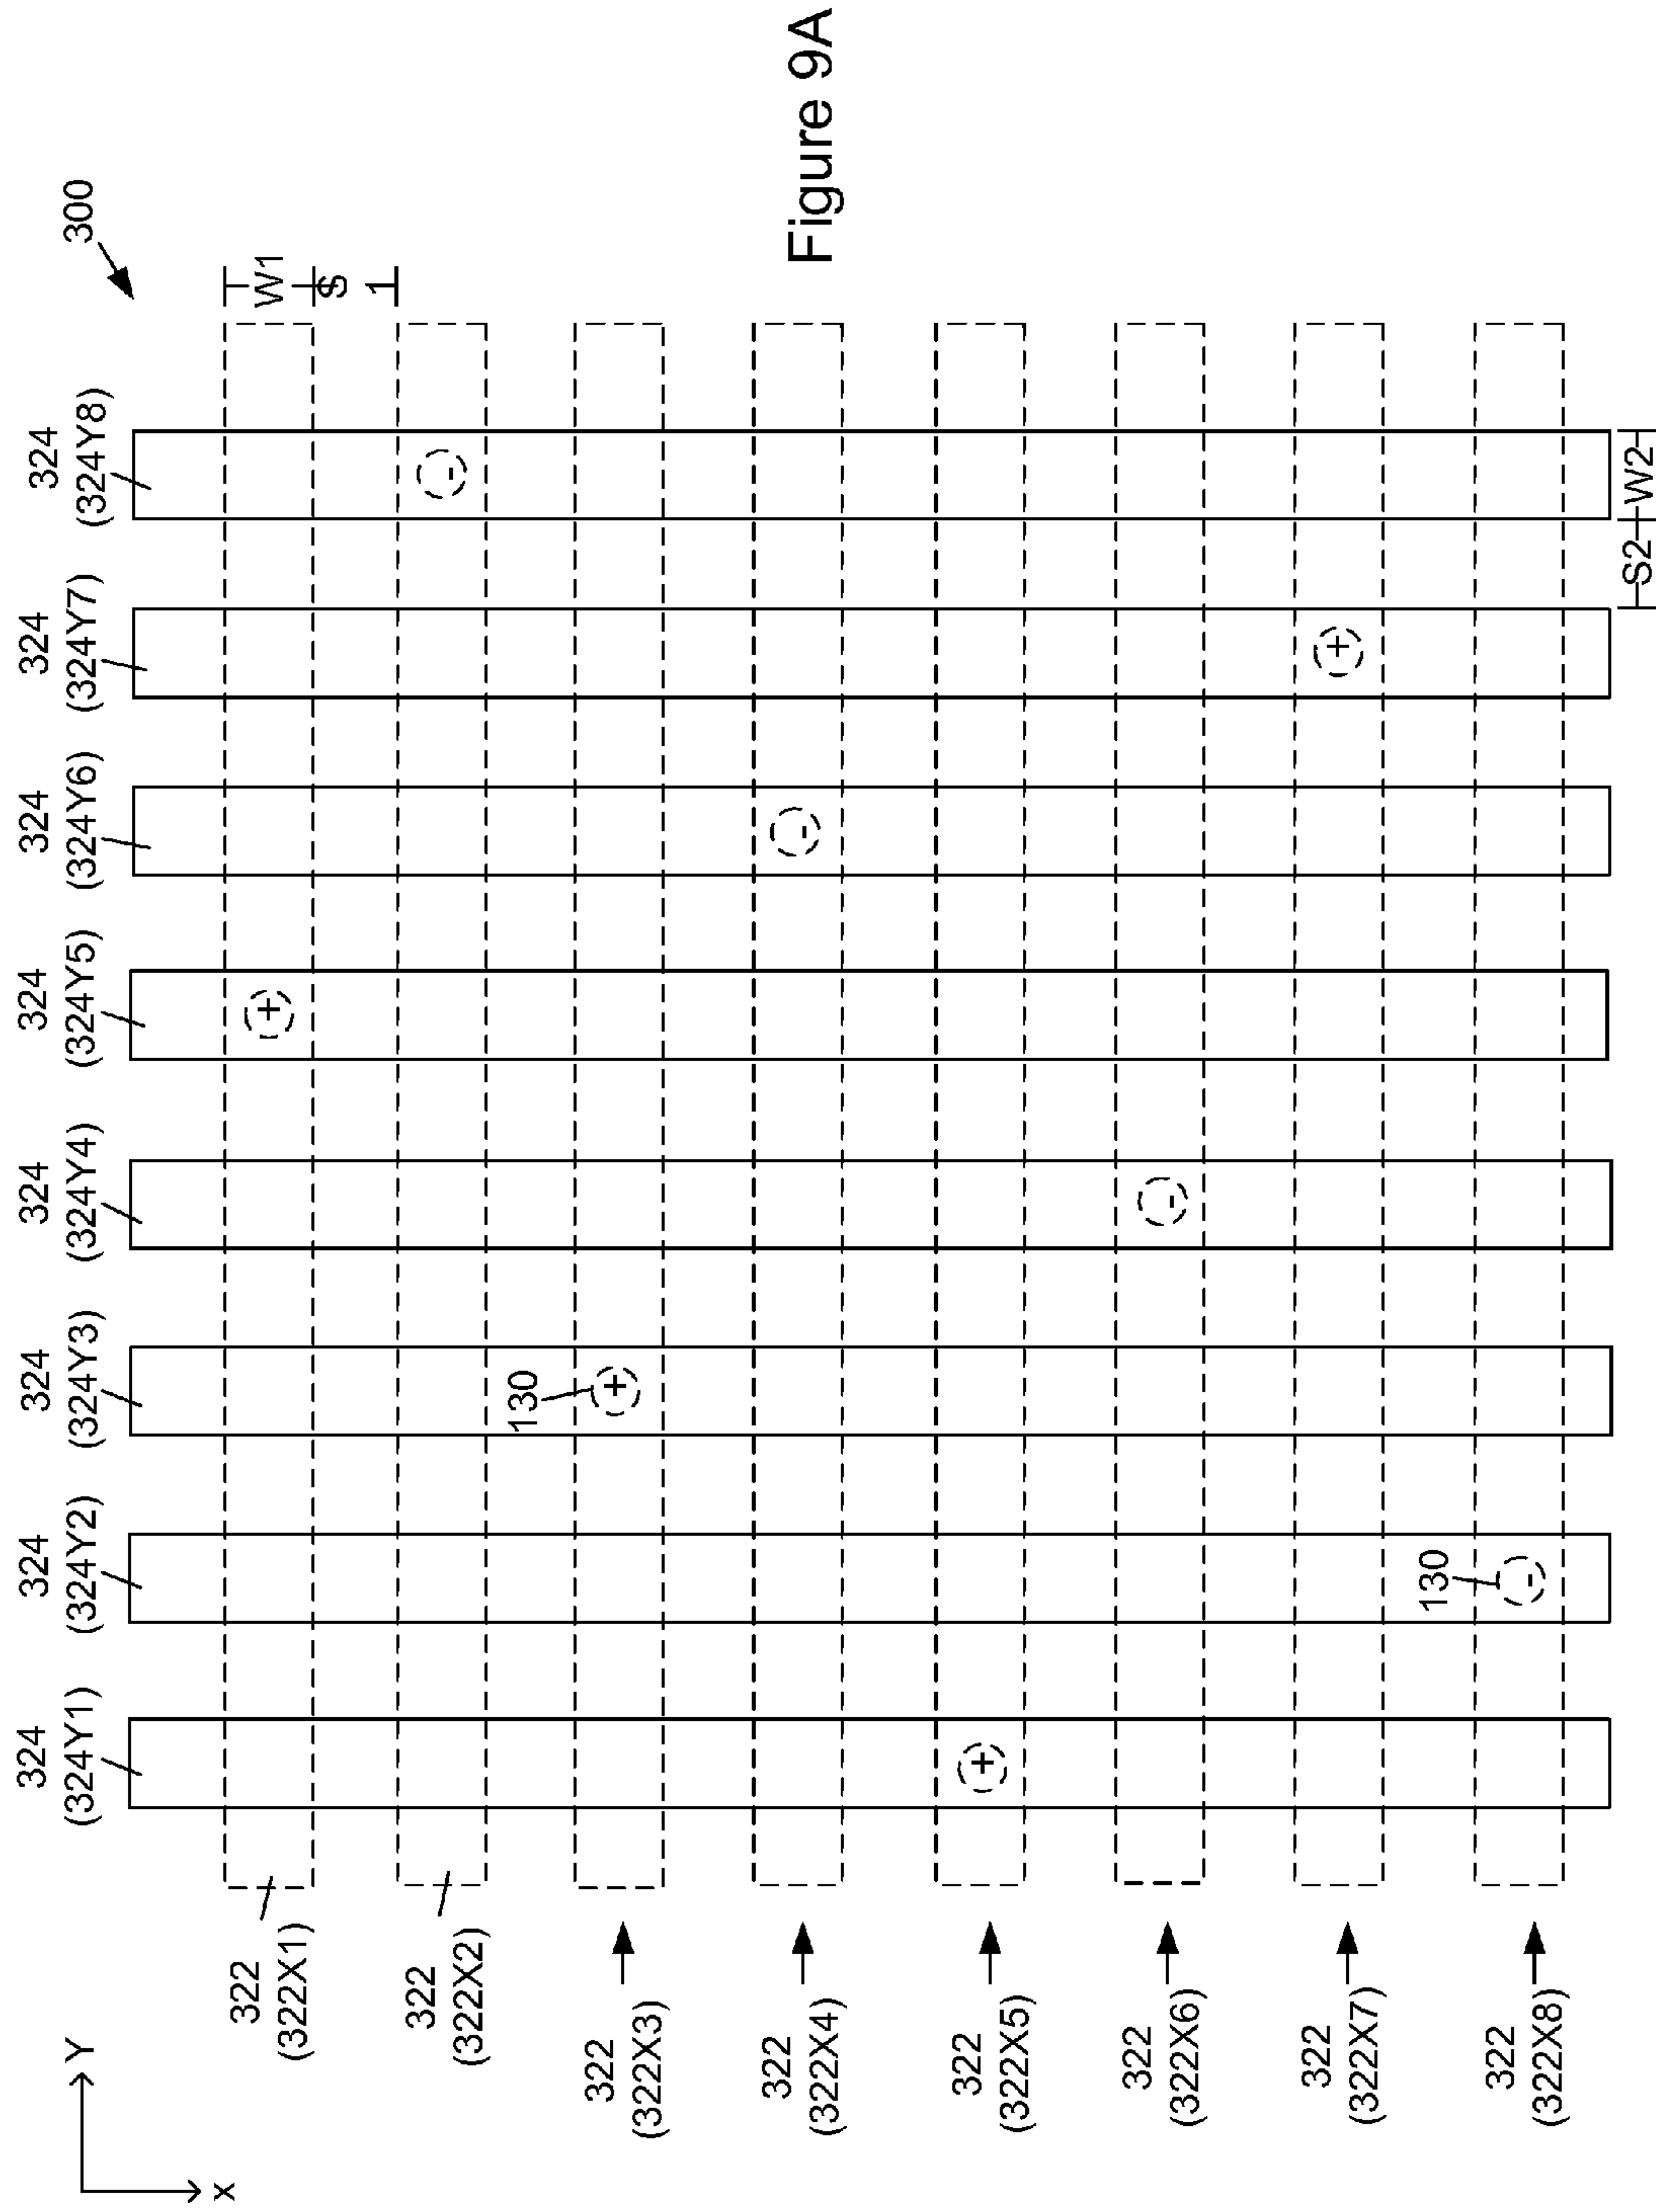 Figure 9A
300
324
(324Y1)
324
(324Y2)
324
(324Y3)
324
(324Y4)
324
(324Y5)
324
(324Y6)
324
(324Y7)
324
(324Y8)
W1
S
1
Y
X
322
(322X1)
322
(322X2)
322
(322X3)
322
(322X4)
322
(322X5)
322
(322X6)
322
(322X7)
322
(322X8)
+
-
130
+
-
+
-
+
130
-
S2
W2